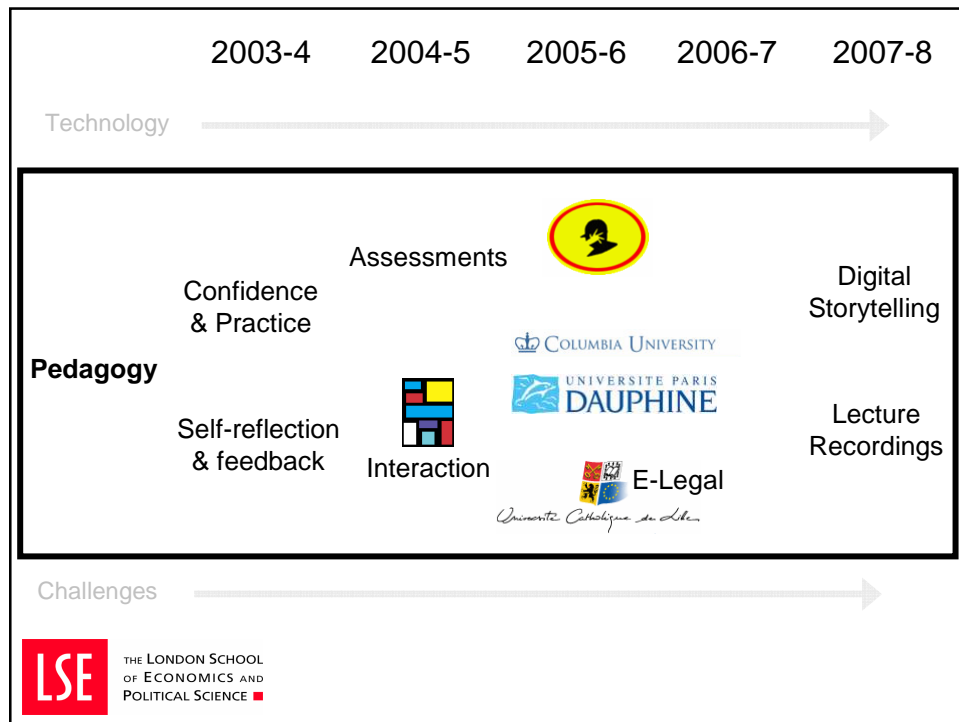 2003-4 2004-5 2005-6 2006-7 2007-8
Technology
Assessments
Confidence
& Practice
Digital
Storytelling
COLUMBIA UNIVERSITY
Pedagogy
UNIVERSITE PARIS
DAUPHINE
Self-reflection
& feedback
Interaction
Lecture
Recordings
E-Legal
Université Catholique de Lille
Challenges
LSE
THE LONDON SCHOOL
OF ECONOMICS AND
POLITICAL SCIENCE